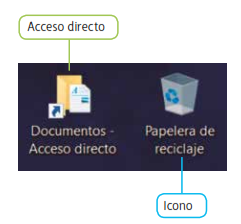 Acceso directo
Documentos -
Acceso directo
Papelera de
reciclaje
Icono